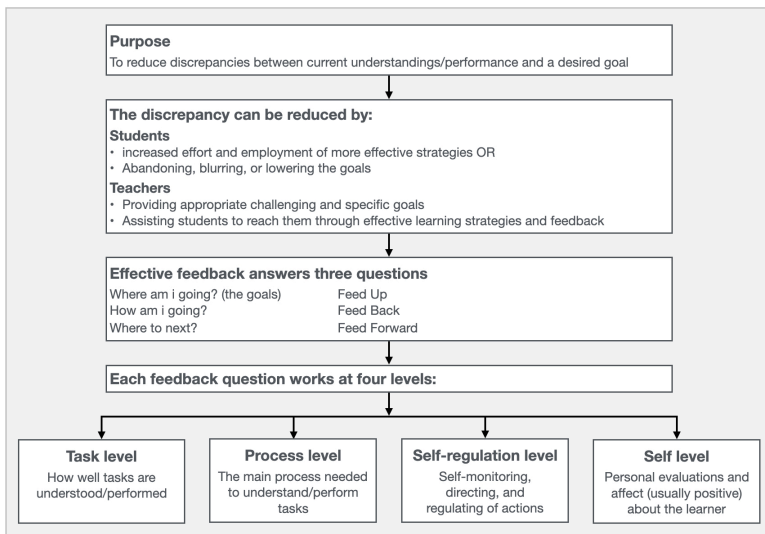 Purpose
To reduce discrepancies between current understandings/performance and a desired goal
The discrepancy can be reduced by:
Students
• increased effort and employment of more effective strategies OR
• Abandoning, blurring, or lowering the goals
Teachers
• Providing appropriate challenging and specific goals
• Assisting students to reach them through effective learning strategies and feedback
Effective feedback answers three questions
Where am i going? (the goals) Feed Up
How am i going? Feed Back
Where to next? Feed Forward
Each feedback question works at four levels:
Task level
How well tasks are
understood/performed
Process level
The main process needed
to understand/perform
tasks
Self-regulation level
Self-monitoring,
directing, and
regulating of actions
Self level
Personal evaluations and
affect (usually positive)
about the learner